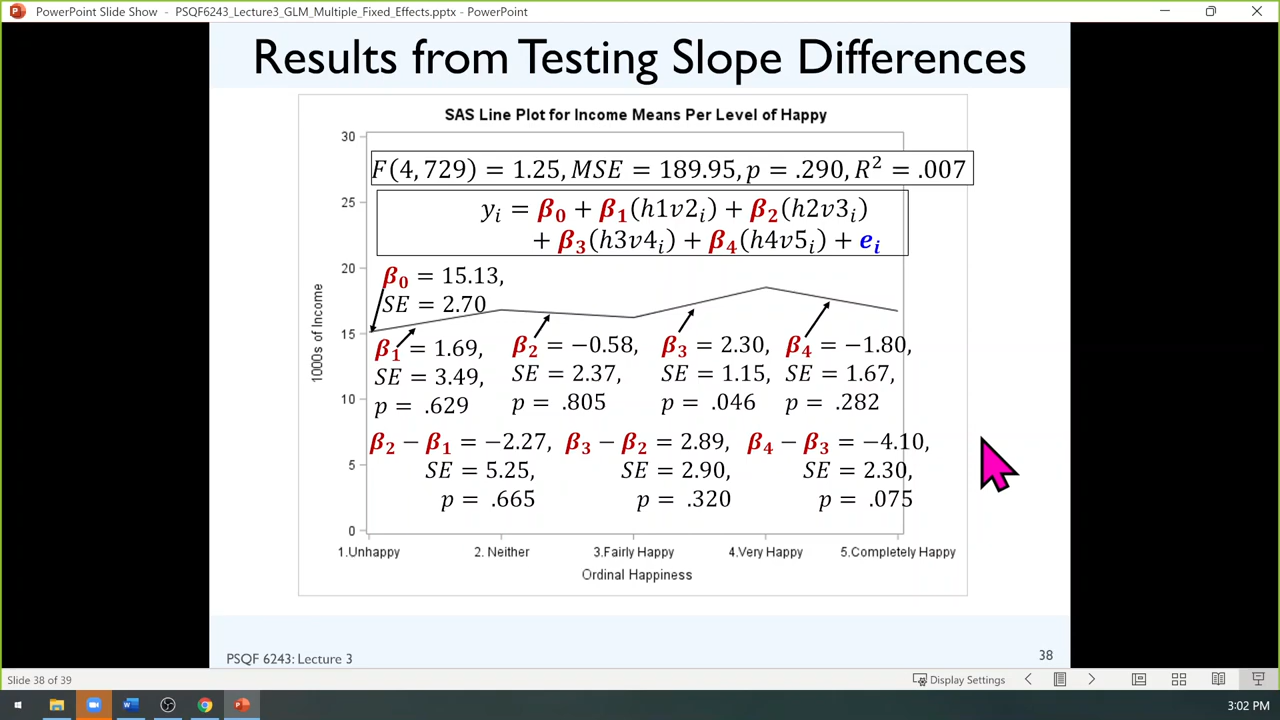 PowerPoint Slide Show - PSQF6243_Lecture3_GLM_Multiple_Fixed_Effects.pptx - PowerPoint
Results from Testing Slope Differences
SAS Line Plot for Income Means Per Level of Happy
F(4,729) = 1.25, MSE = 189.95, p = .290, R² = .007
yᵢ = β₀ + β₁(h1v2ᵢ) + β₂(h2v3ᵢ)
+ β₃(h3v4ᵢ) + β₄(h4v5ᵢ) + eᵢ
30
25
20
15
10
5
0
1000s of Income
β₀ = 15.13,
SE = 2.70
β₁ = 1.69,
SE = 3.49,
p = .629
β₂ = −0.58,
SE = 2.37,
p = .805
β₃ = 2.30,
SE = 1.15,
p = .046
β₄ = −1.80,
SE = 1.67,
p = .282
β₂ − β₁ = −2.27,
SE = 5.25,
p = .665
β₃ − β₂ = 2.89,
SE = 2.90,
p = .320
β₄ − β₃ = −4.10,
SE = 2.30,
p = .075
1.Unhappy 2. Neither 3.Fairly Happy 4.Very Happy 5.Completely Happy
Ordinal Happiness
PSQF 6243: Lecture 3 38
Slide 38 of 39 Display Settings
3:02 PM